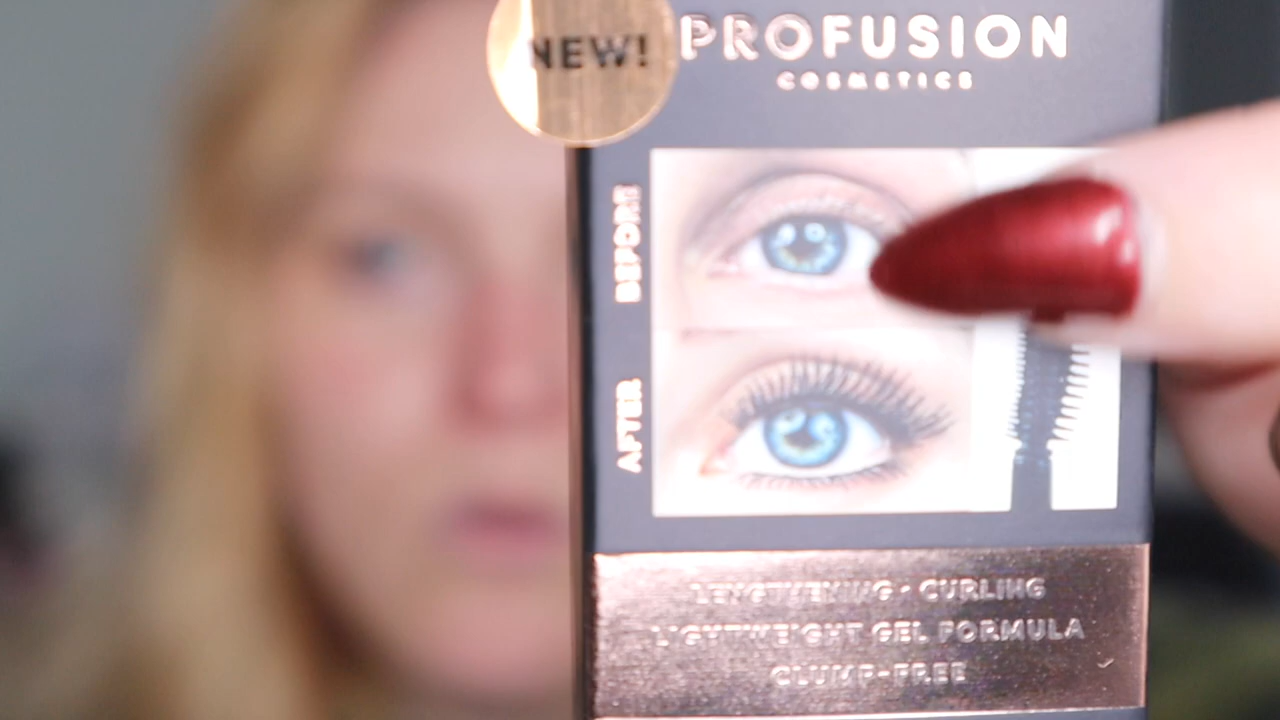 NEW!
PROFUSION
COSMETICS
BEFORE
AFTER
LENGTHENING • CURLING
LIGHTWEIGHT GEL FORMULA
CLUMP-FREE